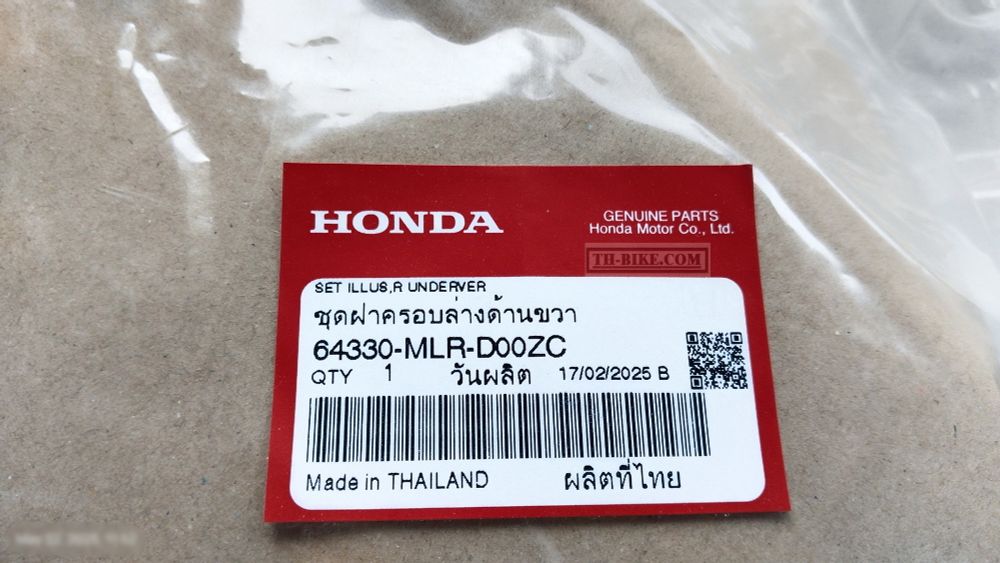 HONDA
GENUINE PARTS
Honda Motor Co., Ltd.
TH-BIKE.COM
SET ILLUS,R UNDERVER
ชุดฝาครอบล่างด้านขวา
64330-MLR-D00ZC
QTY 1 วันผลิต 17/02/2025 B
Made in THAILAND ผลิตที่ไทย